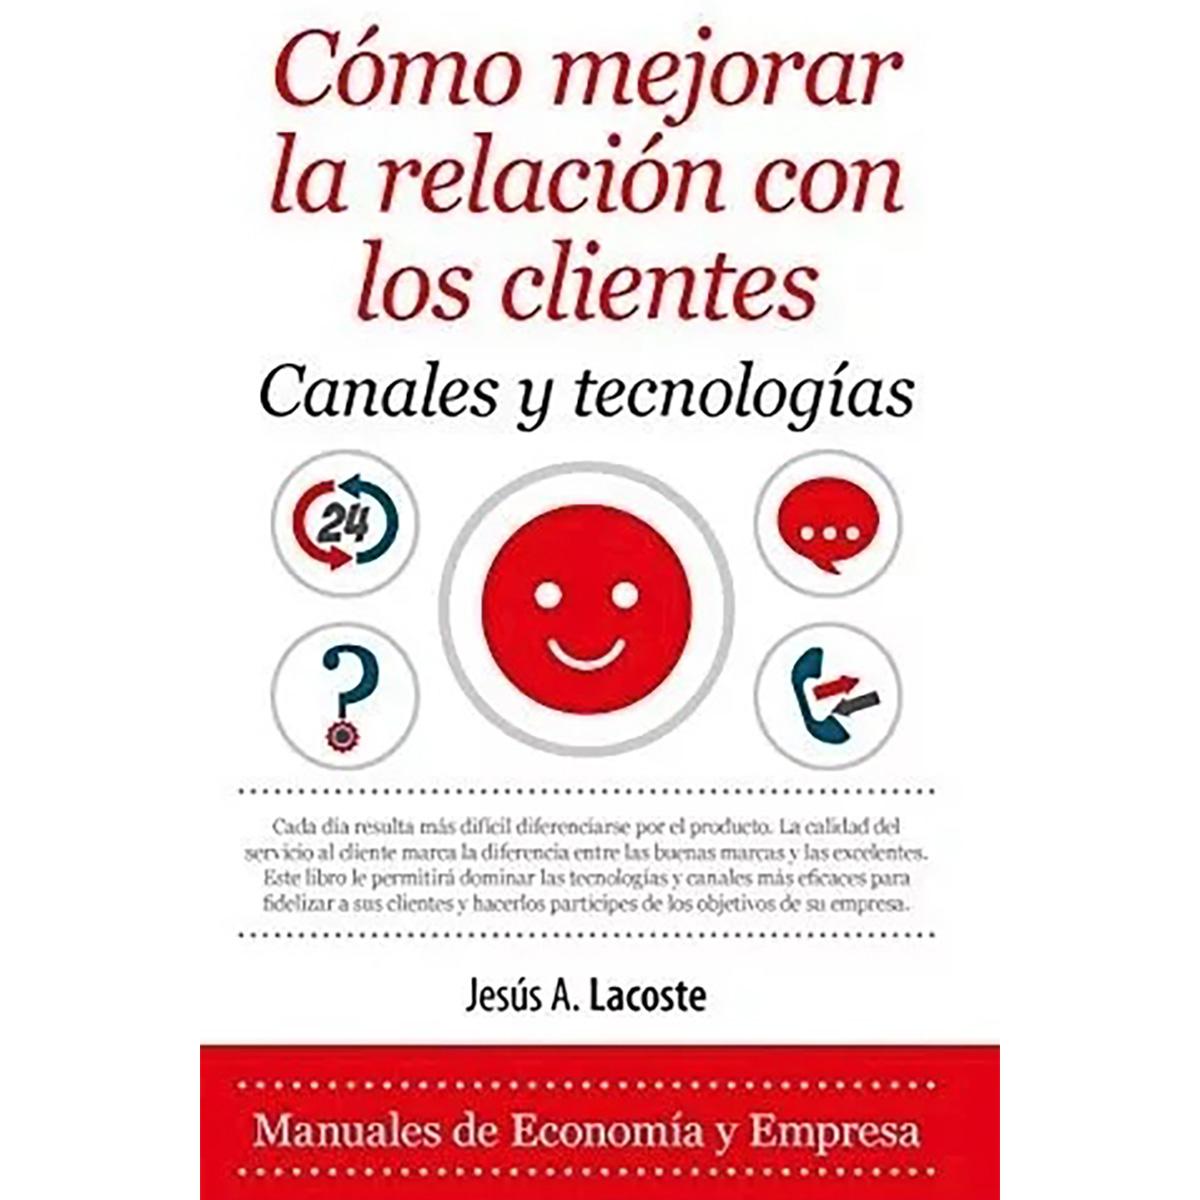 Cómo mejorar
la relación con
los clientes
Canales y tecnologías
24
Cada día resulta más difícil diferenciarse por el producto. La calidad del
servicio al cliente marca la diferencia entre las buenas marcas y las excelentes.
Este libro le permitirá dominar las tecnologías y canales más eficaces para
fidelizar a sus clientes y hacerlos partícipes de los objetivos de su empresa.
Jesús A. Lacoste
Manuales de Economía y Empresa